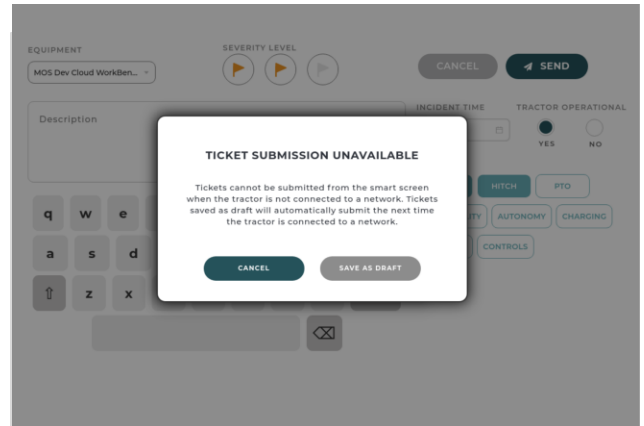 EQUIPMENT
SEVERITY LEVEL
MOS Dev Cloud WorkBen...
CANCEL
SEND
INCIDENT TIME
TRACTOR OPERATIONAL
Description
YES
NO
TICKET SUBMISSION UNAVAILABLE
Tickets cannot be submitted from the smart screen
when the tractor is not connected to a network. Tickets
saved as draft will automatically submit the next time
the tractor is connected to a network.
CANCEL
SAVE AS DRAFT
HITCH
PTO
AUTONOMY
CHARGING
CONTROLS
q w e
a s d
z x